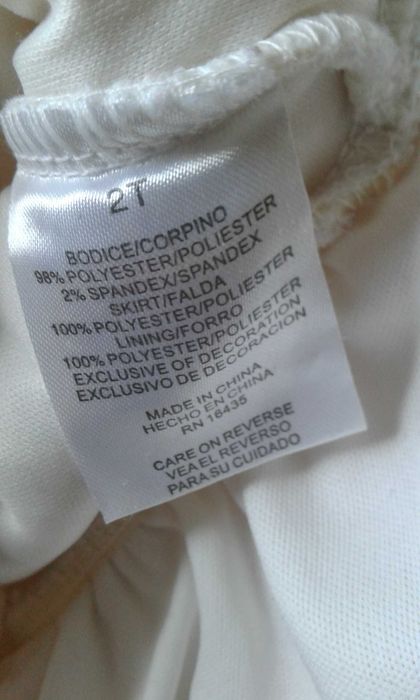 2T
BODICE/CORPINO
98% POLYESTER/POLIESTER
2% SPANDEX/SPANDEX
SKIRT/FALDA
100% POLYESTER/POLIESTER
LINING/FORRO
100% POLYESTER/POLIESTER
EXCLUSIVE OF DECORATION
EXCLUSIVO DE DECORACION
MADE IN CHINA
HECHO EN CHINA
RN 16435
CARE ON REVERSE
VEA EL REVERSO
PARA SU CUIDADO